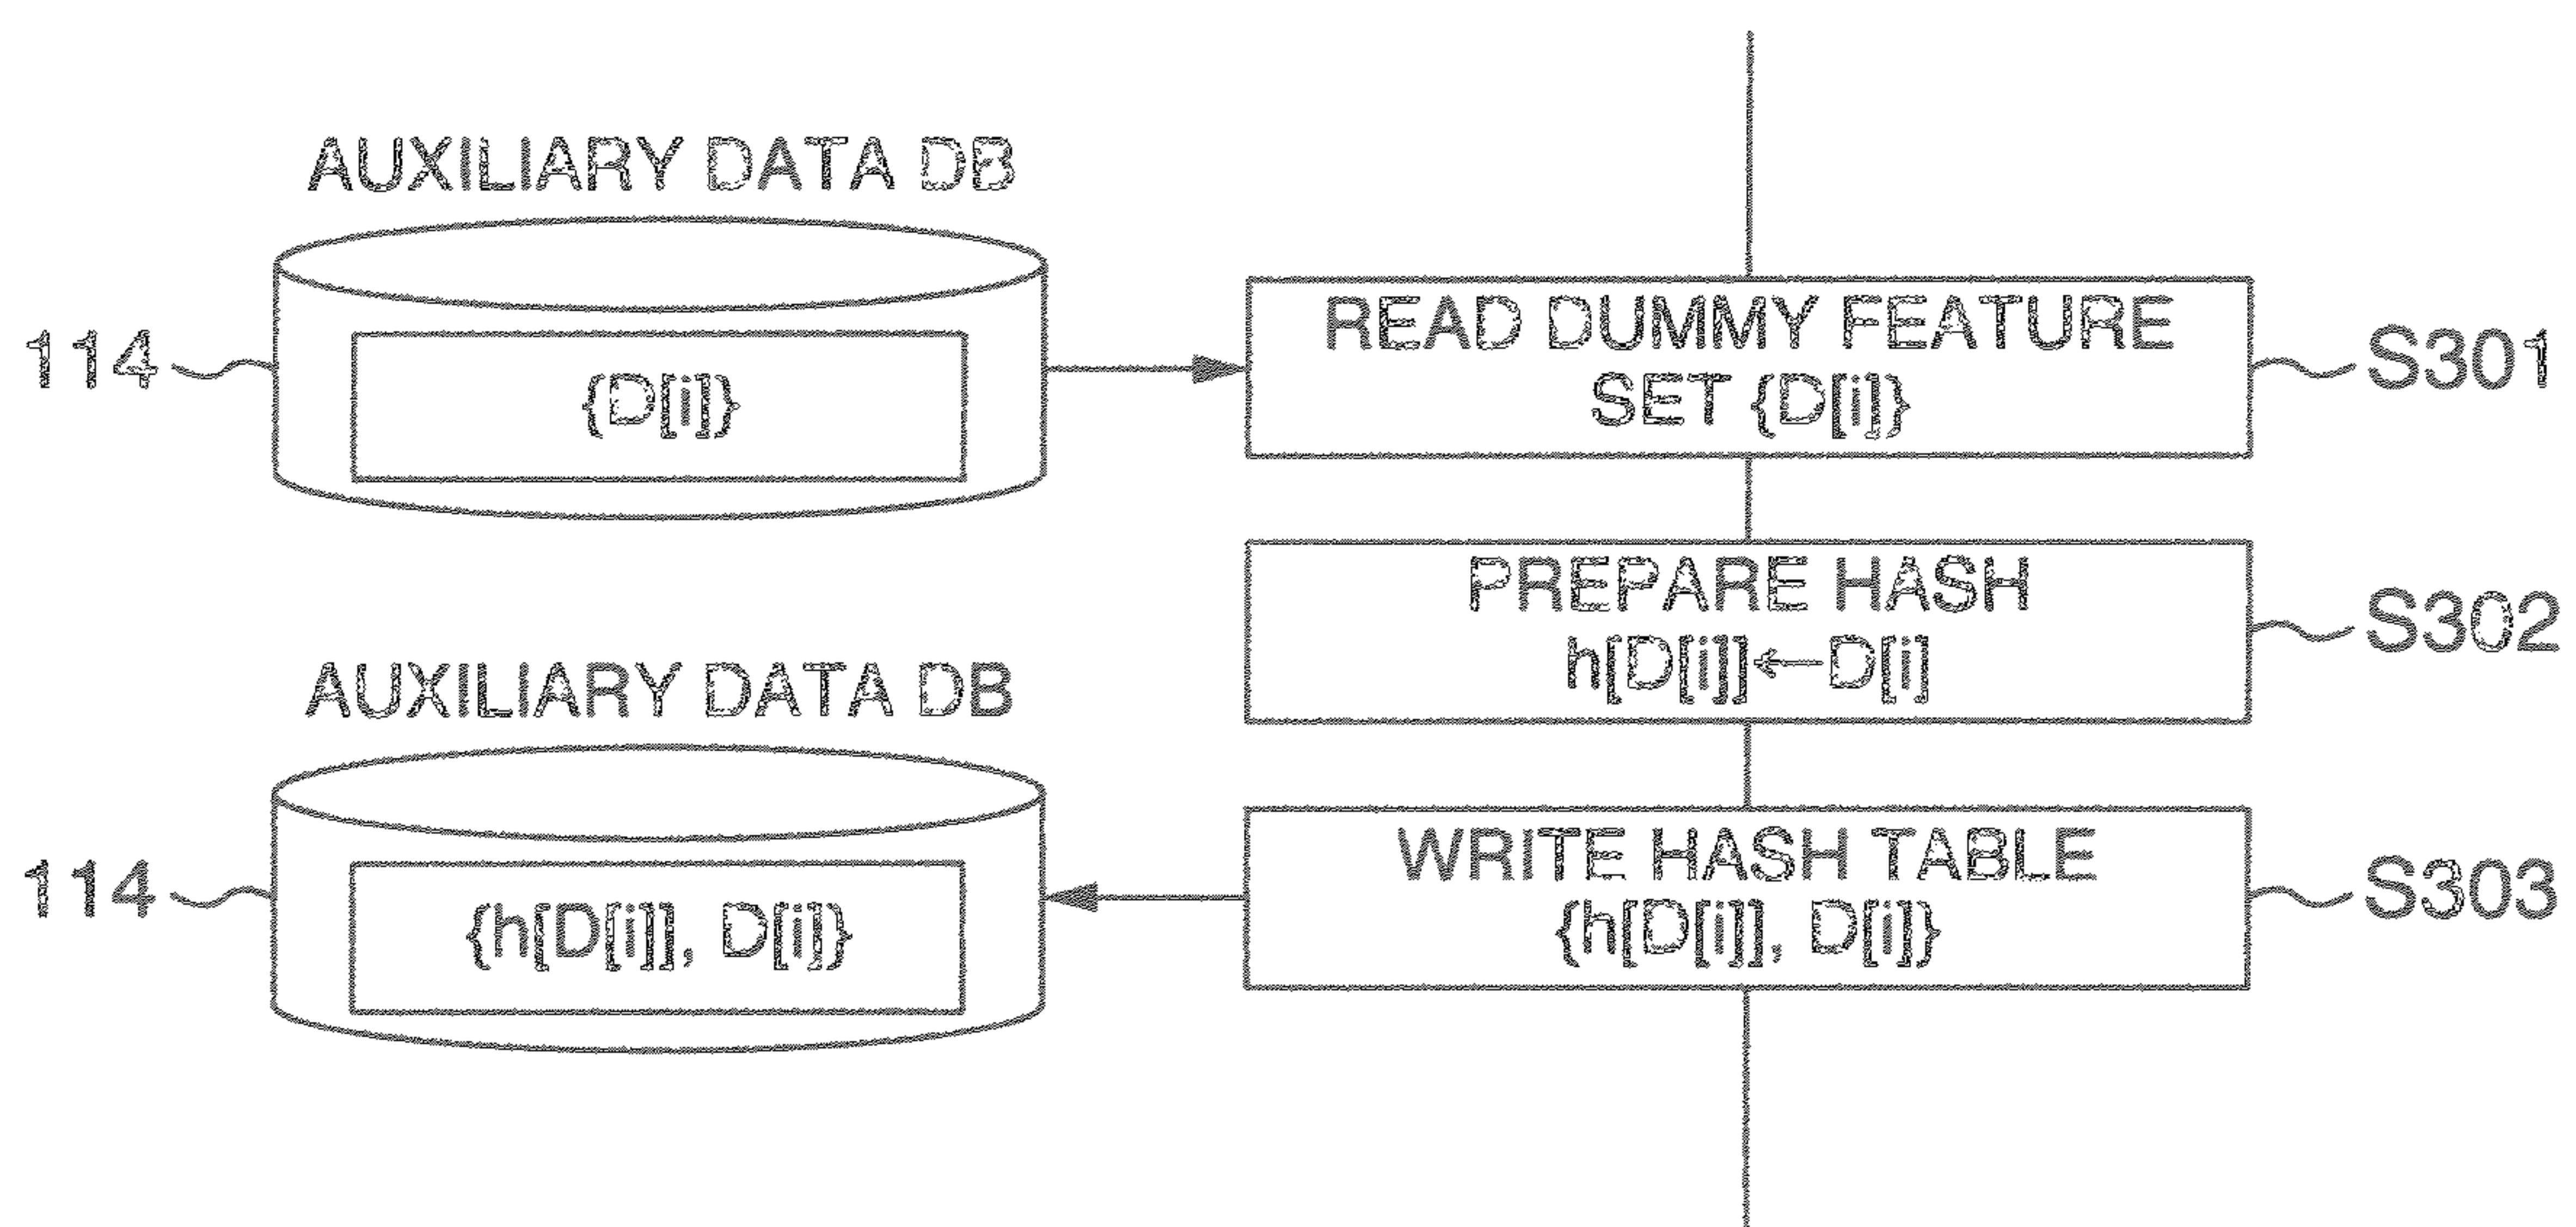 AUXILIARY DATA DB
114
{D[i]}
READ DUMMY FEATURE
SET {D[i]}
S301
PREPARE HASH
h[D[i]]←D[i]
S302
AUXILIARY DATA DB
114
{h[D[i]], D[i]}
WRITE HASH TABLE
{h[D[i]], D[i]}
S303